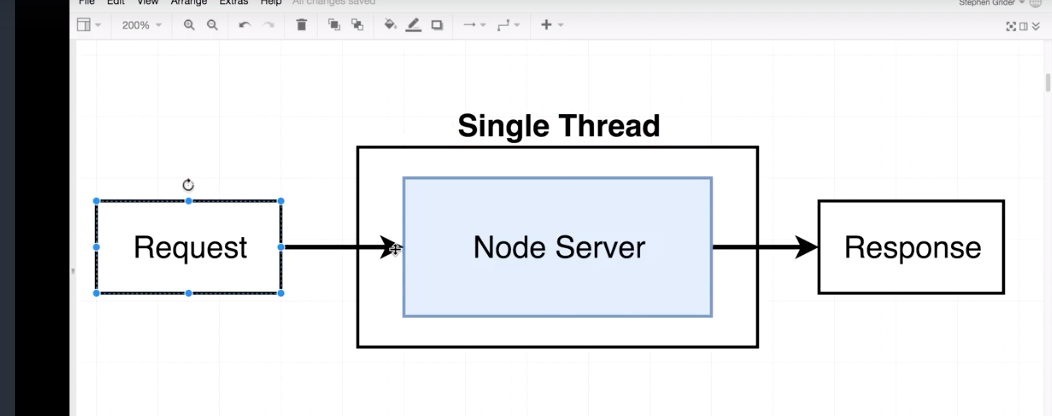 File Edit View Arrange Extras Help All changes saved Stephen Grider
200%
Single Thread
Request Node Server Response